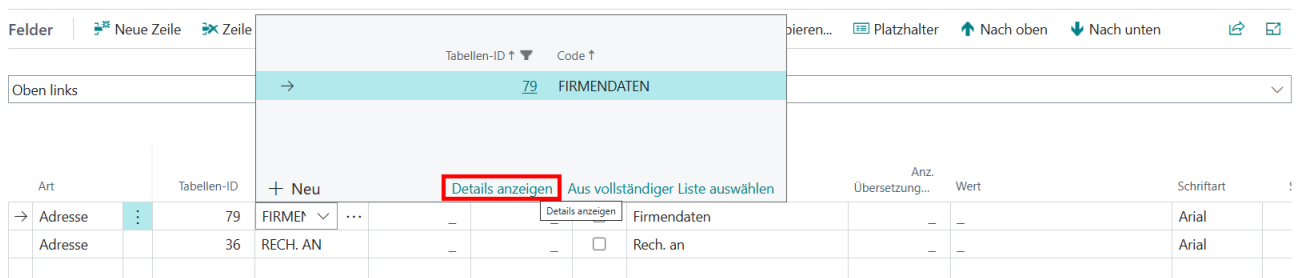 Felder Neue Zeile Zeile pieren... Platzhalter Nach oben Nach unten
Tabellen-ID Code
79 FIRMENDATEN
Oben links
+ Neu Details anzeigen Aus vollständiger Liste auswählen
Details anzeigen
Art Tabellen-ID Anz. Übersetzung... Wert Schriftart
Adresse 79 FIRMEN ... _ _ Firmendaten _ _ Arial
Adresse 36 RECH. AN _ _ Rech. an _ _ Arial